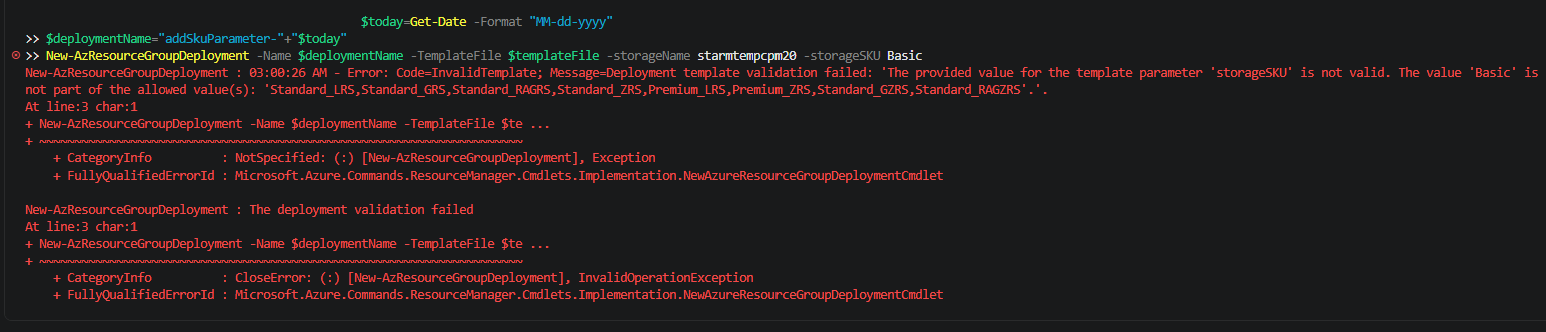 $today=Get-Date -Format "MM-dd-yyyy"
>> $deploymentName="addSkuParameter-"+"$today"
>> New-AzResourceGroupDeployment -Name $deploymentName -TemplateFile $templateFile -storageName starmtempcpm20 -storageSKU Basic
New-AzResourceGroupDeployment : 03:00:26 AM - Error: Code=InvalidTemplate; Message=Deployment template validation failed: 'The provided value for the template parameter 'storageSKU' is not valid. The value 'Basic' is
not part of the allowed value(s): 'Standard_LRS,Standard_GRS,Standard_RAGRS,Standard_ZRS,Premium_LRS,Premium_ZRS,Standard_GZRS,Standard_RAGZRS'.'.
At line:3 char:1
+ New-AzResourceGroupDeployment -Name $deploymentName -TemplateFile $te ...
+ ~~~~~~~~~~~~~~~~~~~~~~~~~~~~~~~~~~~~~~~~~~~~~~~~~~~~~~~~~~~~~~~~~~~~~
+ CategoryInfo : NotSpecified: (:) [New-AzResourceGroupDeployment], Exception
+ FullyQualifiedErrorId : Microsoft.Azure.Commands.ResourceManager.Cmdlets.Implementation.NewAzureResourceGroupDeploymentCmdlet
New-AzResourceGroupDeployment : The deployment validation failed
At line:3 char:1
+ New-AzResourceGroupDeployment -Name $deploymentName -TemplateFile $te ...
+ ~~~~~~~~~~~~~~~~~~~~~~~~~~~~~~~~~~~~~~~~~~~~~~~~~~~~~~~~~~~~~~~~~~~~~
+ CategoryInfo : CloseError: (:) [New-AzResourceGroupDeployment], InvalidOperationException
+ FullyQualifiedErrorId : Microsoft.Azure.Commands.ResourceManager.Cmdlets.Implementation.NewAzureResourceGroupDeploymentCmdlet